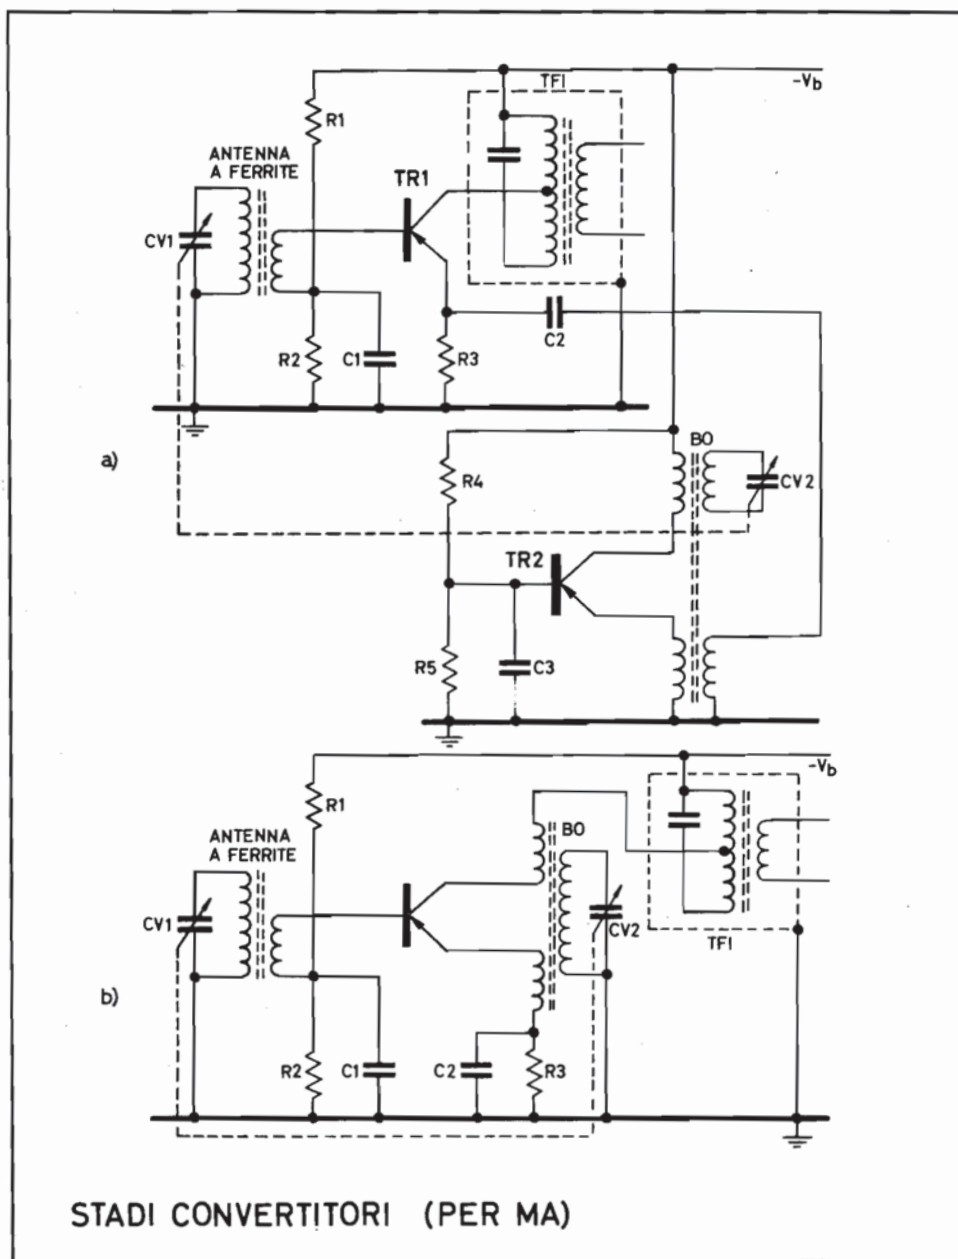 -Vb
TFI
R1
ANTENNA
A FERRITE
TR1
CV1
C2
R2
C1
R3
a)
BO
R4
CV2
TR2
R5
C3
-Vb
R1
BO
ANTENNA
A FERRITE
CV1
CV2
TFI
b)
R2
C1
C2
R3
STADI CONVERTITORI (PER MA)